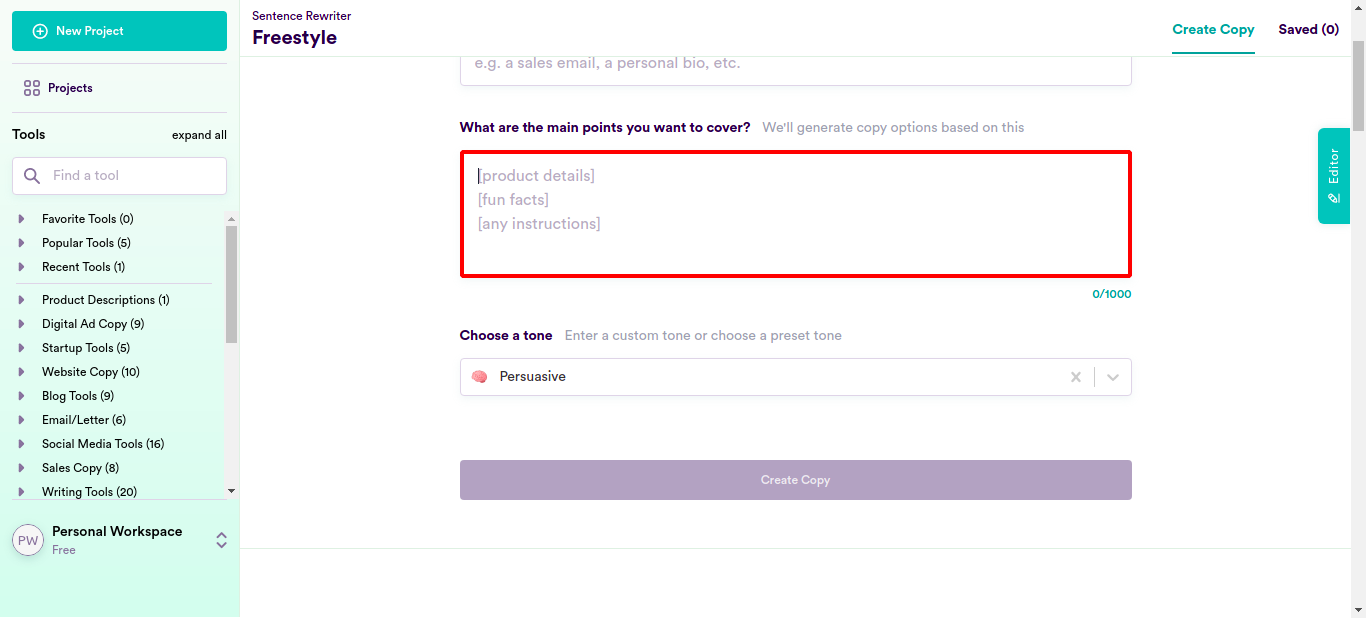 New Project
Projects
Tools
expand all
Find a tool
Favorite Tools (0)
Popular Tools (5)
Recent Tools (1)
Product Descriptions (1)
Digital Ad Copy (9)
Startup Tools (5)
Website Copy (10)
Blog Tools (9)
Email/Letter (6)
Social Media Tools (16)
Sales Copy (8)
Writing Tools (20)
PW
Personal Workspace
Free
Sentence Rewriter
Freestyle
Create Copy
Saved (0)
e.g. a sales email, a personal bio, etc.
What are the main points you want to cover? We'll generate copy options based on this
[product details]
[fun facts]
[any instructions]
0/1000
Choose a tone Enter a custom tone or choose a preset tone
Persuasive
Create Copy
Editor